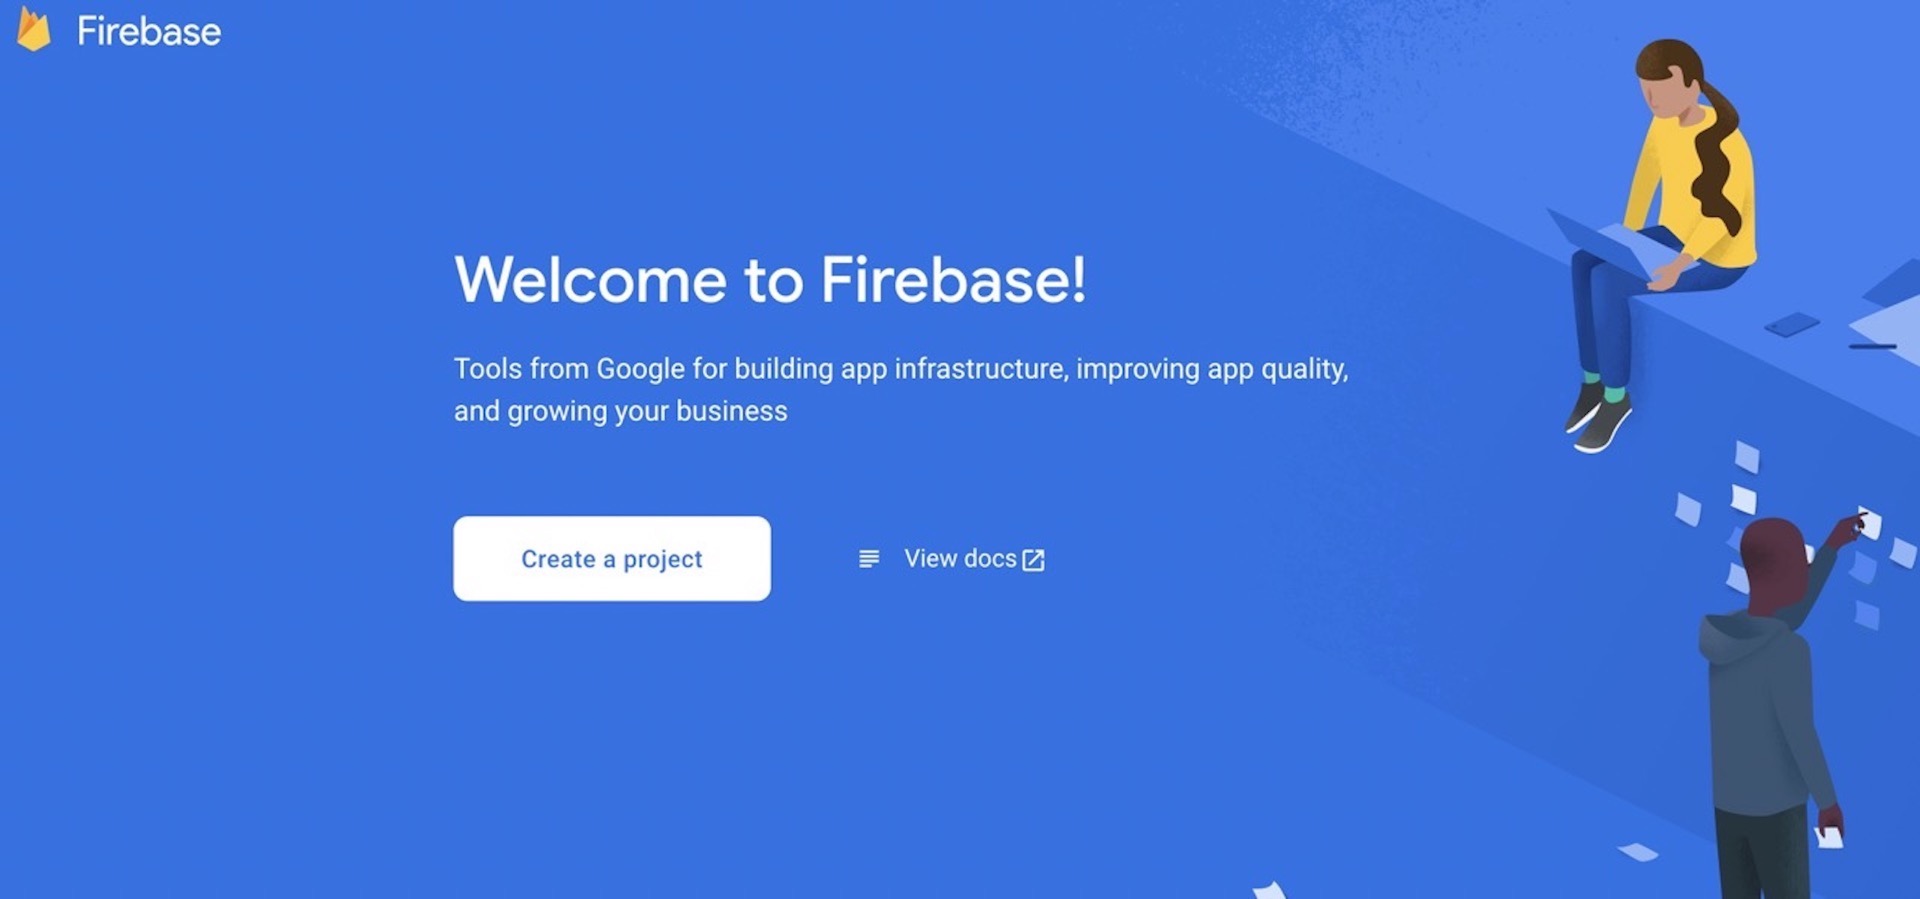 Firebase
Welcome to Firebase!
Tools from Google for building app infrastructure, improving app quality,
and growing your business
Create a project
View docs